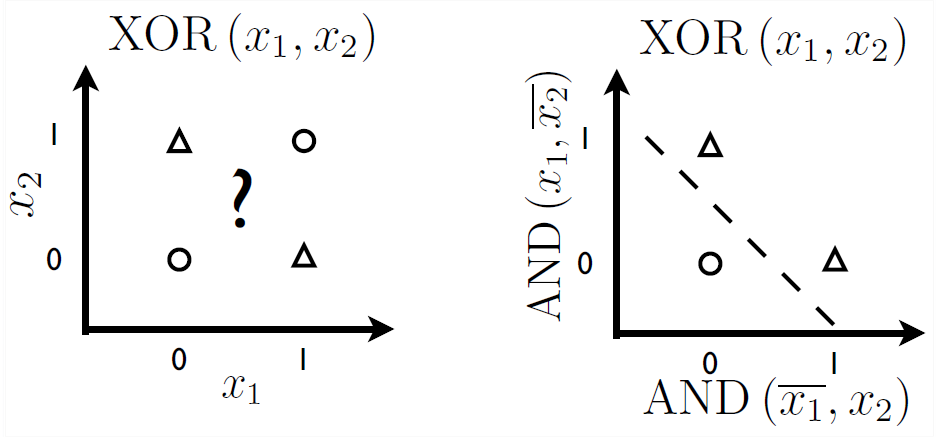 XOR (x₁, x₂)
1
x₂
?
0
0 1
x₁
XOR (x₁, x₂)
AND (x₁, x̅₂)
1
0
0 1
AND (x̅₁, x₂)